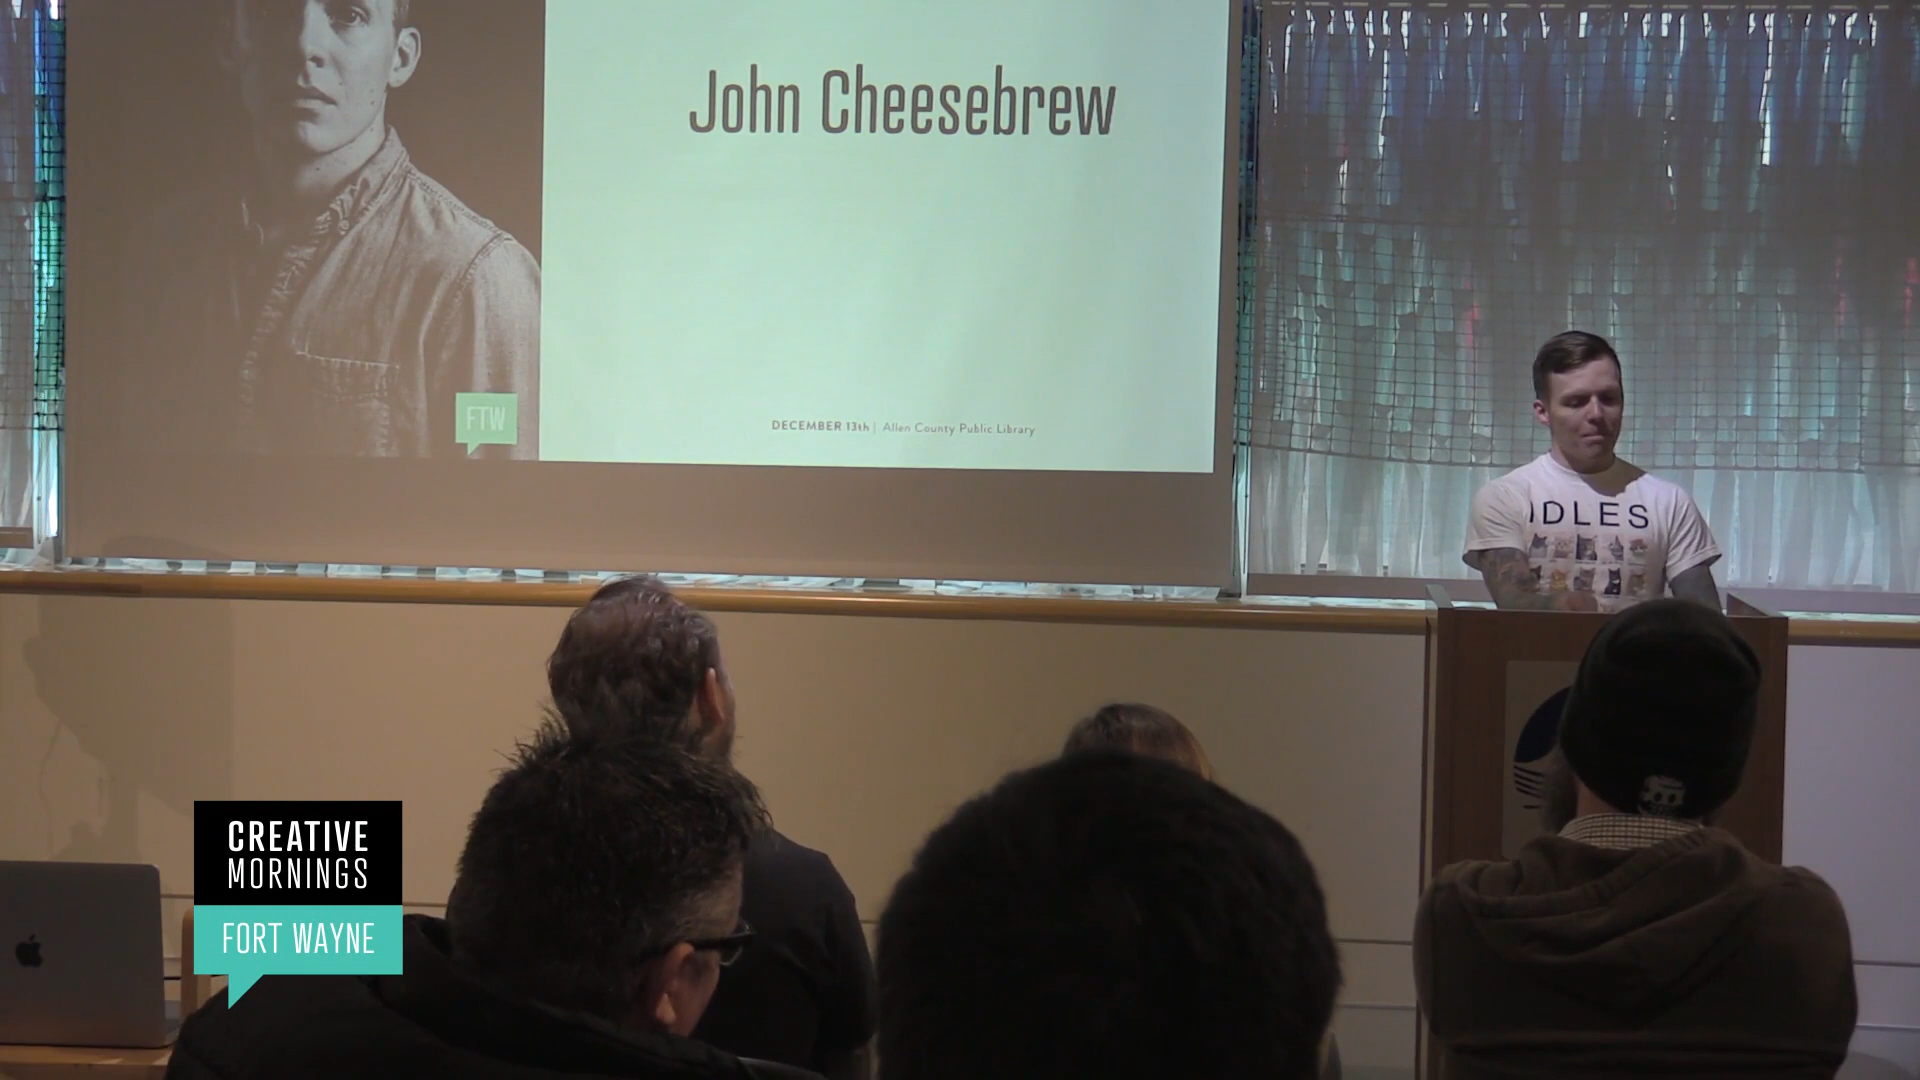 John Cheesebrew
FTW
DECEMBER 13th | Allen County Public Library
IDLES
CREATIVE
MORNINGS
FORT WAYNE